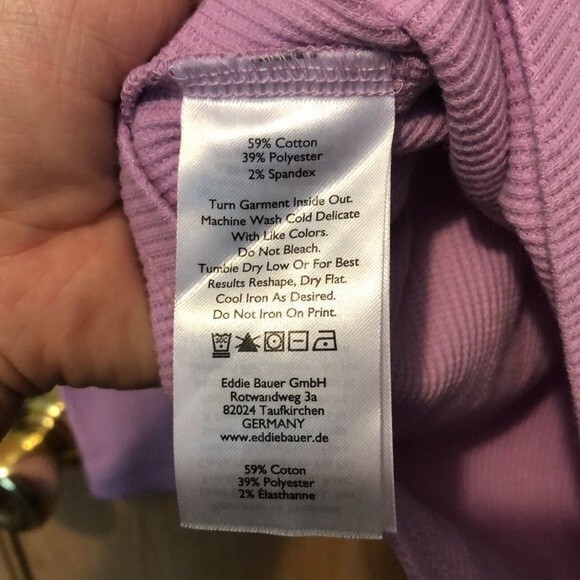 59% Cotton
39% Polyester
2% Spandex
Turn Garment Inside Out.
Machine Wash Cold Delicate
With Like Colors.
Do Not Bleach.
Tumble Dry Low Or For Best
Results Reshape, Dry Flat.
Cool Iron As Desired.
Do Not Iron On Print.
30C
Eddie Bauer GmbH
Rotwandweg 3a
82024 Taufkirchen
GERMANY
www.eddiebauer.de
59% Coton
39% Polyester
2% Élasthanne